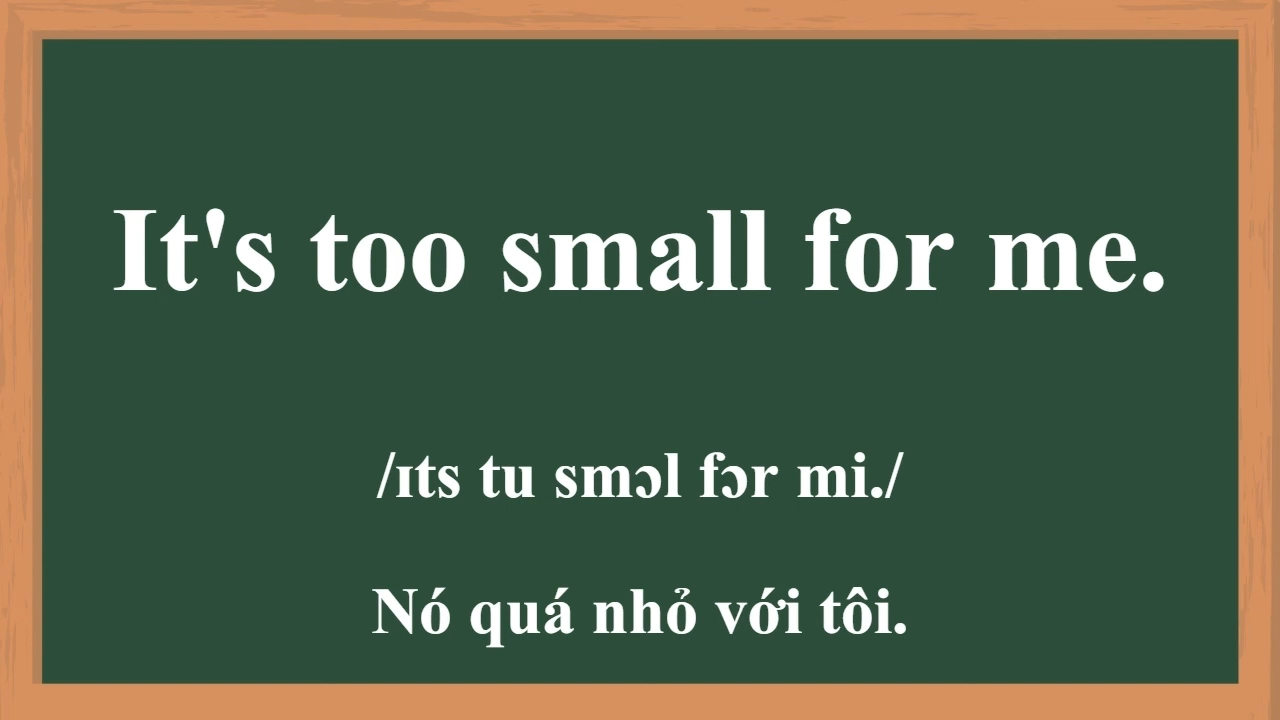 It's too small for me.
/ɪts tu smɔl fɔr mi./
Nó quá nhỏ với tôi.